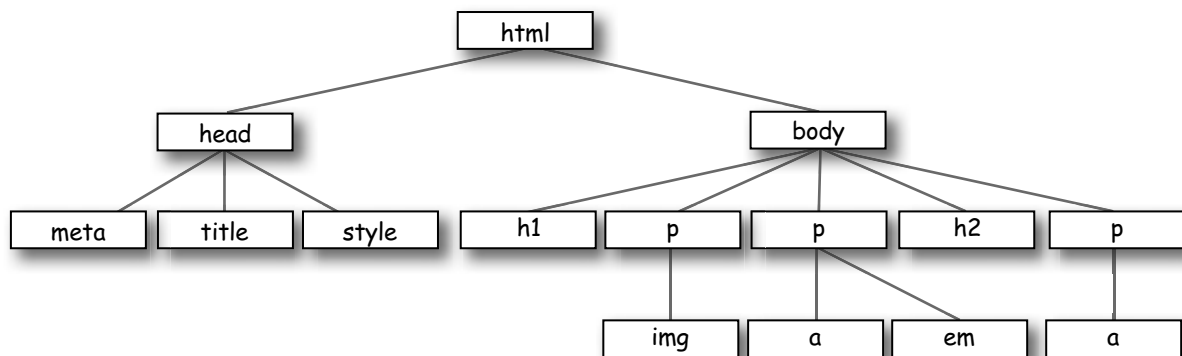 html
head body
meta title style h1 p p h2 p
img a em a